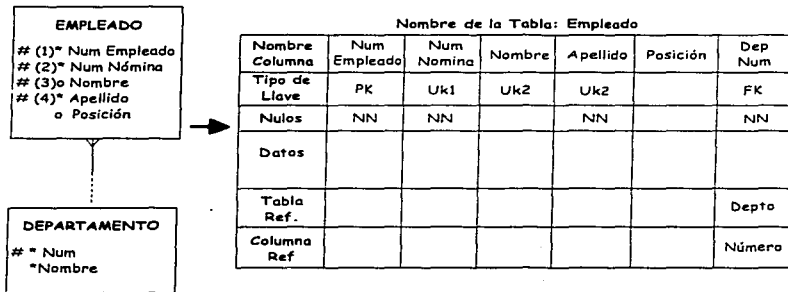 EMPLEADO
# (1)* Num Empleado
# (2)* Num Nómina
# (3)o Nombre
# (4)* Apellido
o Posición
DEPARTAMENTO
# * Num
*Nombre
Nombre de la Tabla: Empleado
Nombre Columna Num Empleado Num Nomina Nombre Apellido Posición Dep Num
Tipo de Llave PK Uk1 Uk2 Uk2 FK
Nulos NN NN NN NN
Datos
Tabla Ref. Depto
Columna Ref Número